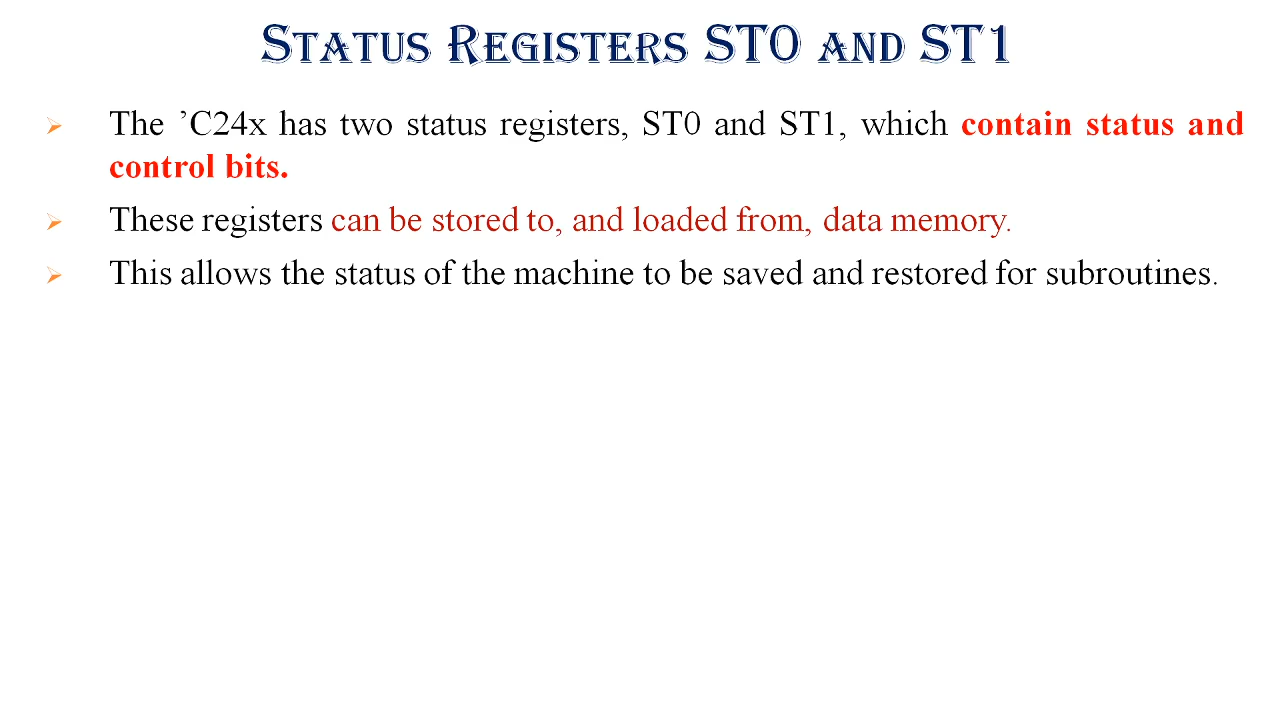 STATUS REGISTERS ST0 AND ST1
The ’C24x has two status registers, ST0 and ST1, which contain status and
control bits.
These registers can be stored to, and loaded from, data memory.
This allows the status of the machine to be saved and restored for subroutines.